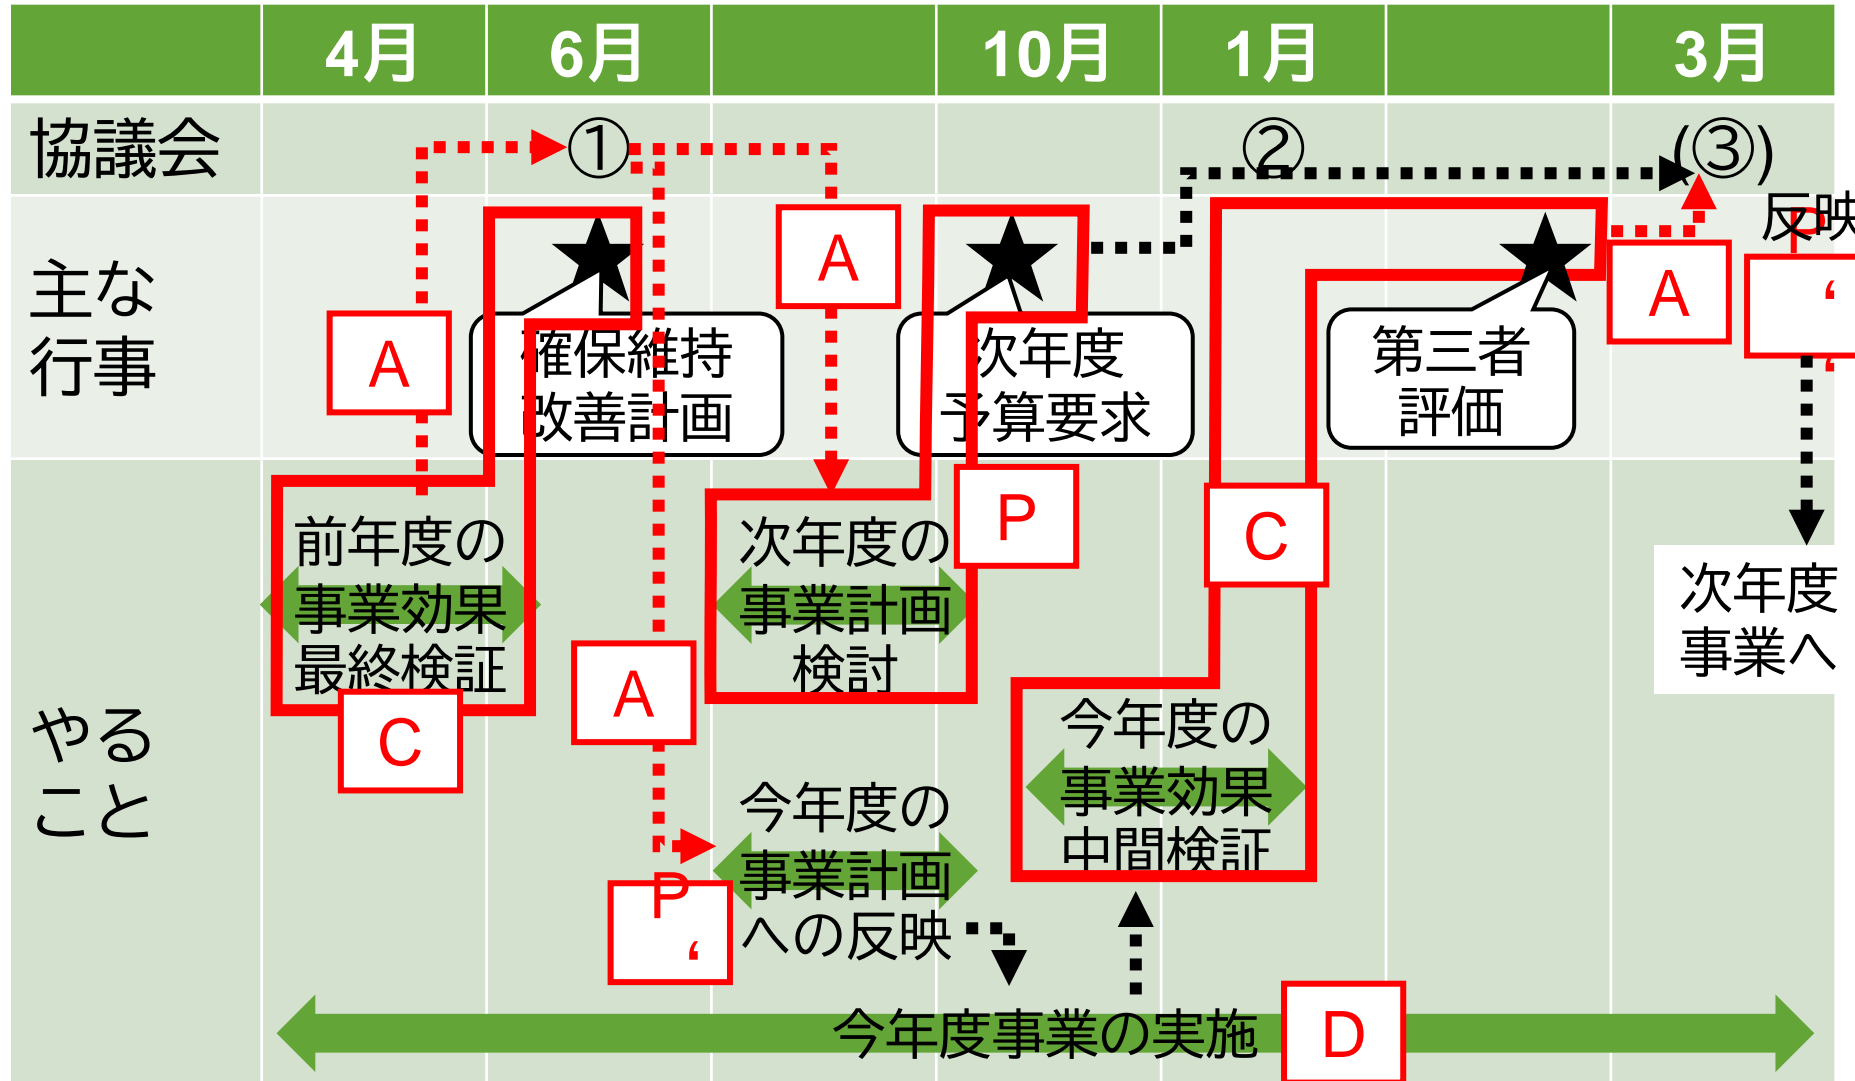 4月 6月 10月 1月 3月
協議会 ① ② (③)
主な
行事
反映
A
A
A
P
‘
‘
確保維持
改善計画
次年度
予算要求
第三者
評価
P
C
前年度の
事業効果
最終検証
C
A
次年度の
事業計画
検討
次年度
事業へ
やる
こと
今年度の
事業効果
中間検証
今年度の
事業計画
への反映
P
‘
今年度事業の実施
D